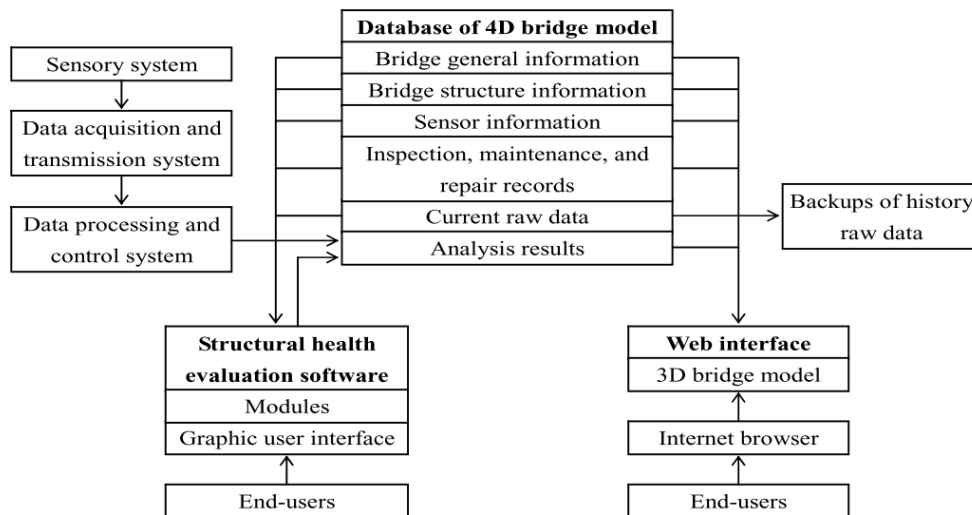 Sensory system
Data acquisition and
transmission system
Data processing and
control system
Database of 4D bridge model
Bridge general information
Bridge structure information
Sensor information
Inspection, maintenance, and
repair records
Current raw data
Analysis results
Backups of history
raw data
Structural health
evaluation software
Modules
Graphic user interface
End-users
Web interface
3D bridge model
Internet browser
End-users